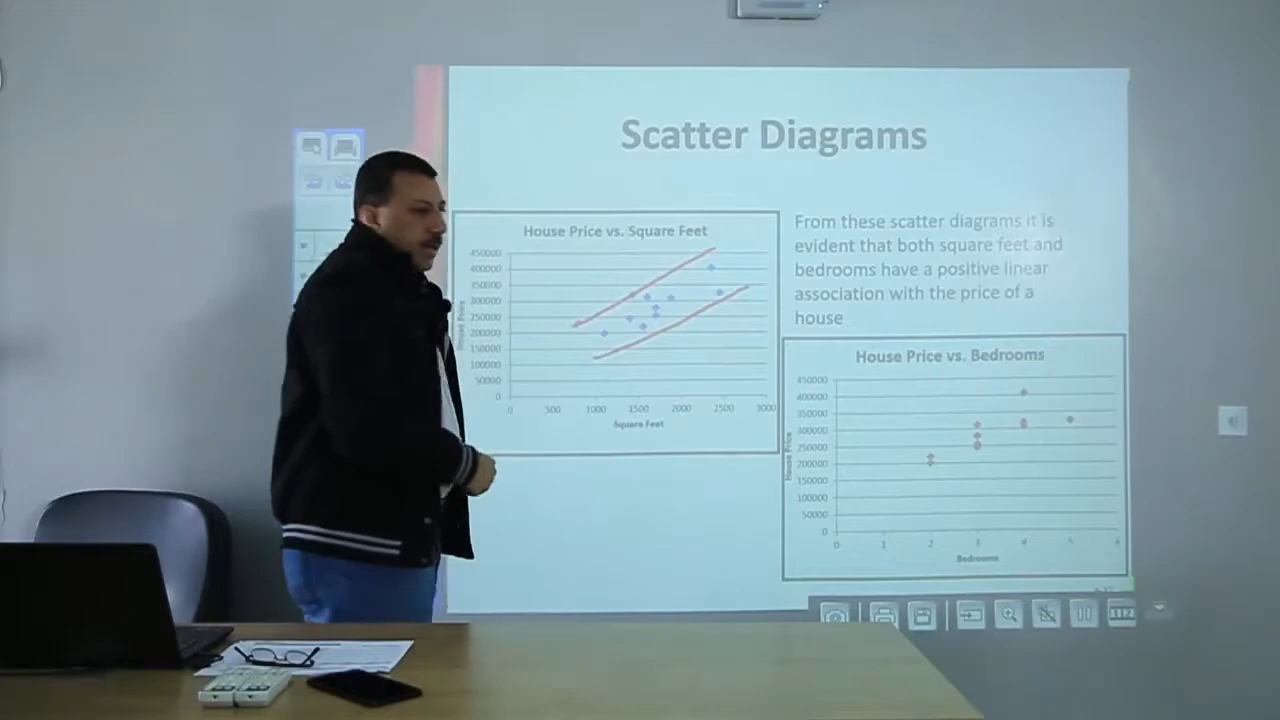 Scatter Diagrams
House Price vs. Square Feet
450000
400000
350000
300000
250000
200000
150000
100000
50000
0
0 500 1000 1500 2000 2500 3000
House Price
Square Feet
From these scatter diagrams it is
evident that both square feet and
bedrooms have a positive linear
association with the price of a
house
House Price vs. Bedrooms
450000
400000
350000
300000
250000
200000
150000
100000
50000
0
0 1 2 3 4 5 6
House Price
Bedrooms